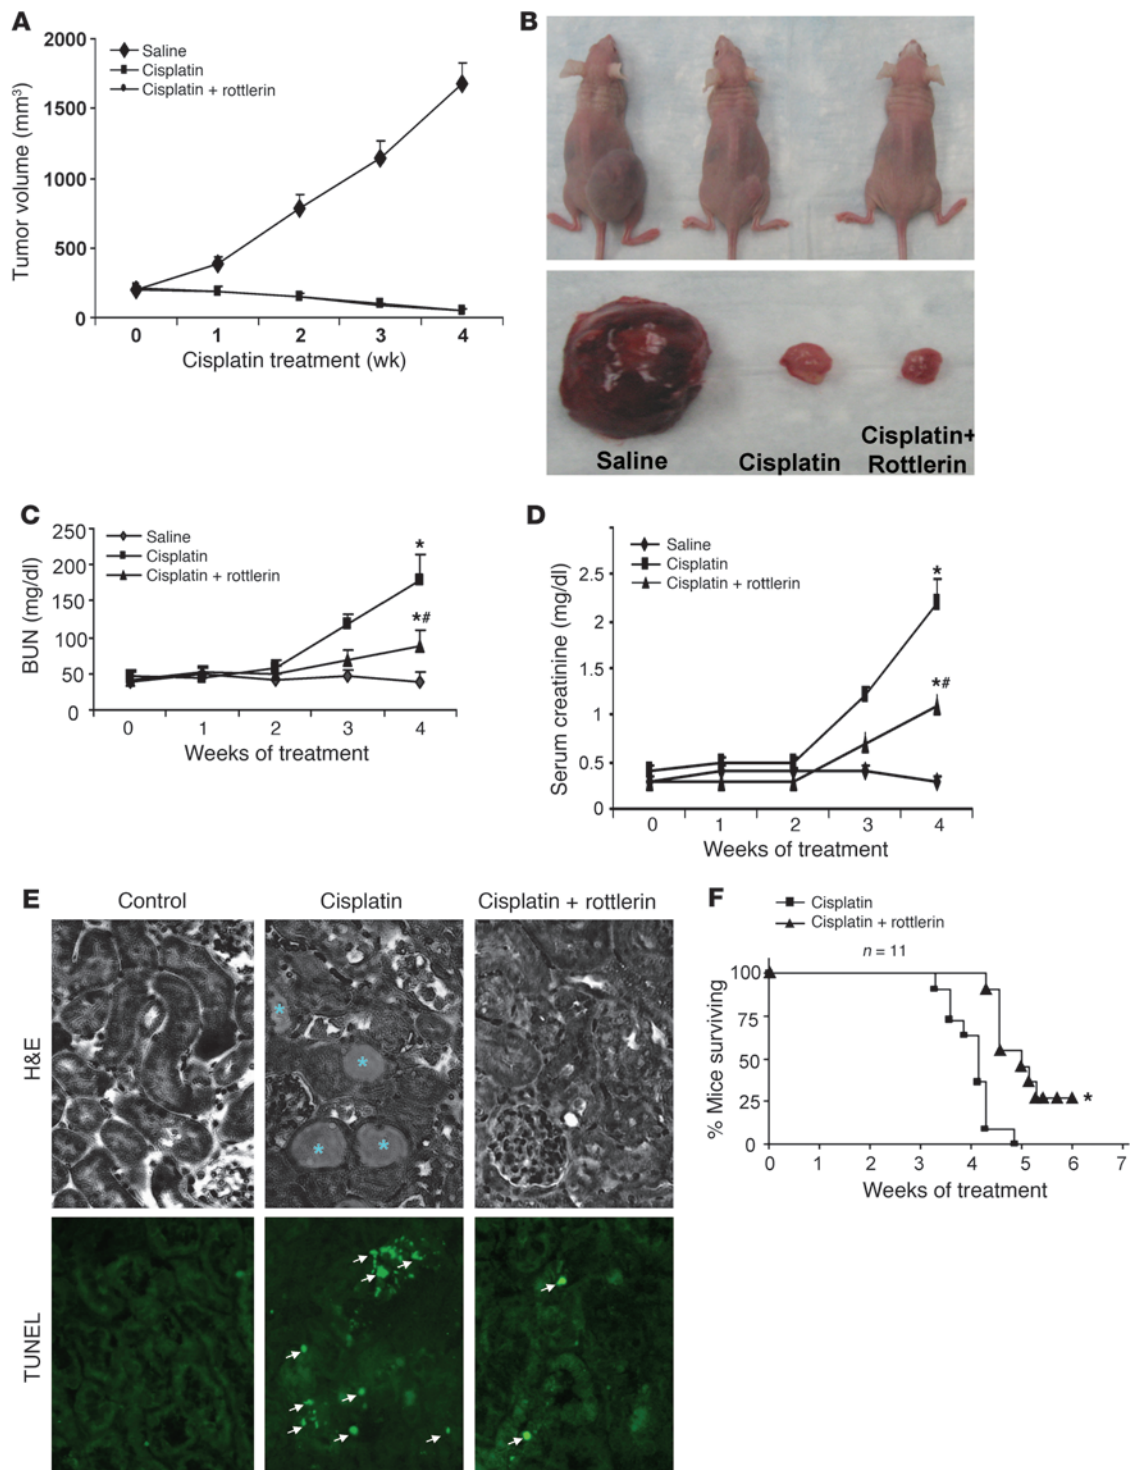 A
2000
1500
1000
500
0
Tumor volume (mm³)
Saline
Cisplatin
Cisplatin + rottlerin
0 1 2 3 4
Cisplatin treatment (wk)
B
Saline
Cisplatin
Cisplatin+
Rottlerin
C
250
200
150
100
50
0
BUN (mg/dl)
Saline
Cisplatin
Cisplatin + rottlerin
*
*#
0 1 2 3 4
Weeks of treatment
D
2.5
2
1
0.5
0
Serum creatinine (mg/dl)
Saline
Cisplatin
Cisplatin + rottlerin
*
*#
0 1 2 3 4
Weeks of treatment
E
Control
Cisplatin
Cisplatin + rottlerin
H&E
*
*
* *
TUNEL
F
Cisplatin
Cisplatin + rottlerin
n = 11
100
75
50
25
0
% Mice surviving
*
0 1 2 3 4 5 6 7
Weeks of treatment